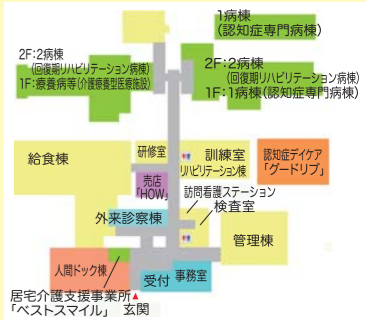 1病棟
(認知症専門病棟)
2F:2病棟
(回復期リハビリテーション病棟)
1F:療養病等(介護療養型医療施設)
2F:2病棟
(回復期リハビリテーション病棟)
1F:1病棟(認知症専門病棟)
給食棟
研修室
訓練室
リハビリテーション棟
認知症デイケア
「グードリブ」
売店
「HOW」
訪問看護ステーション
検査室
外来診察棟
管理棟
人間ドック棟
受付
事務室
居宅介護支援事業所
「ベストスマイル」
玄関